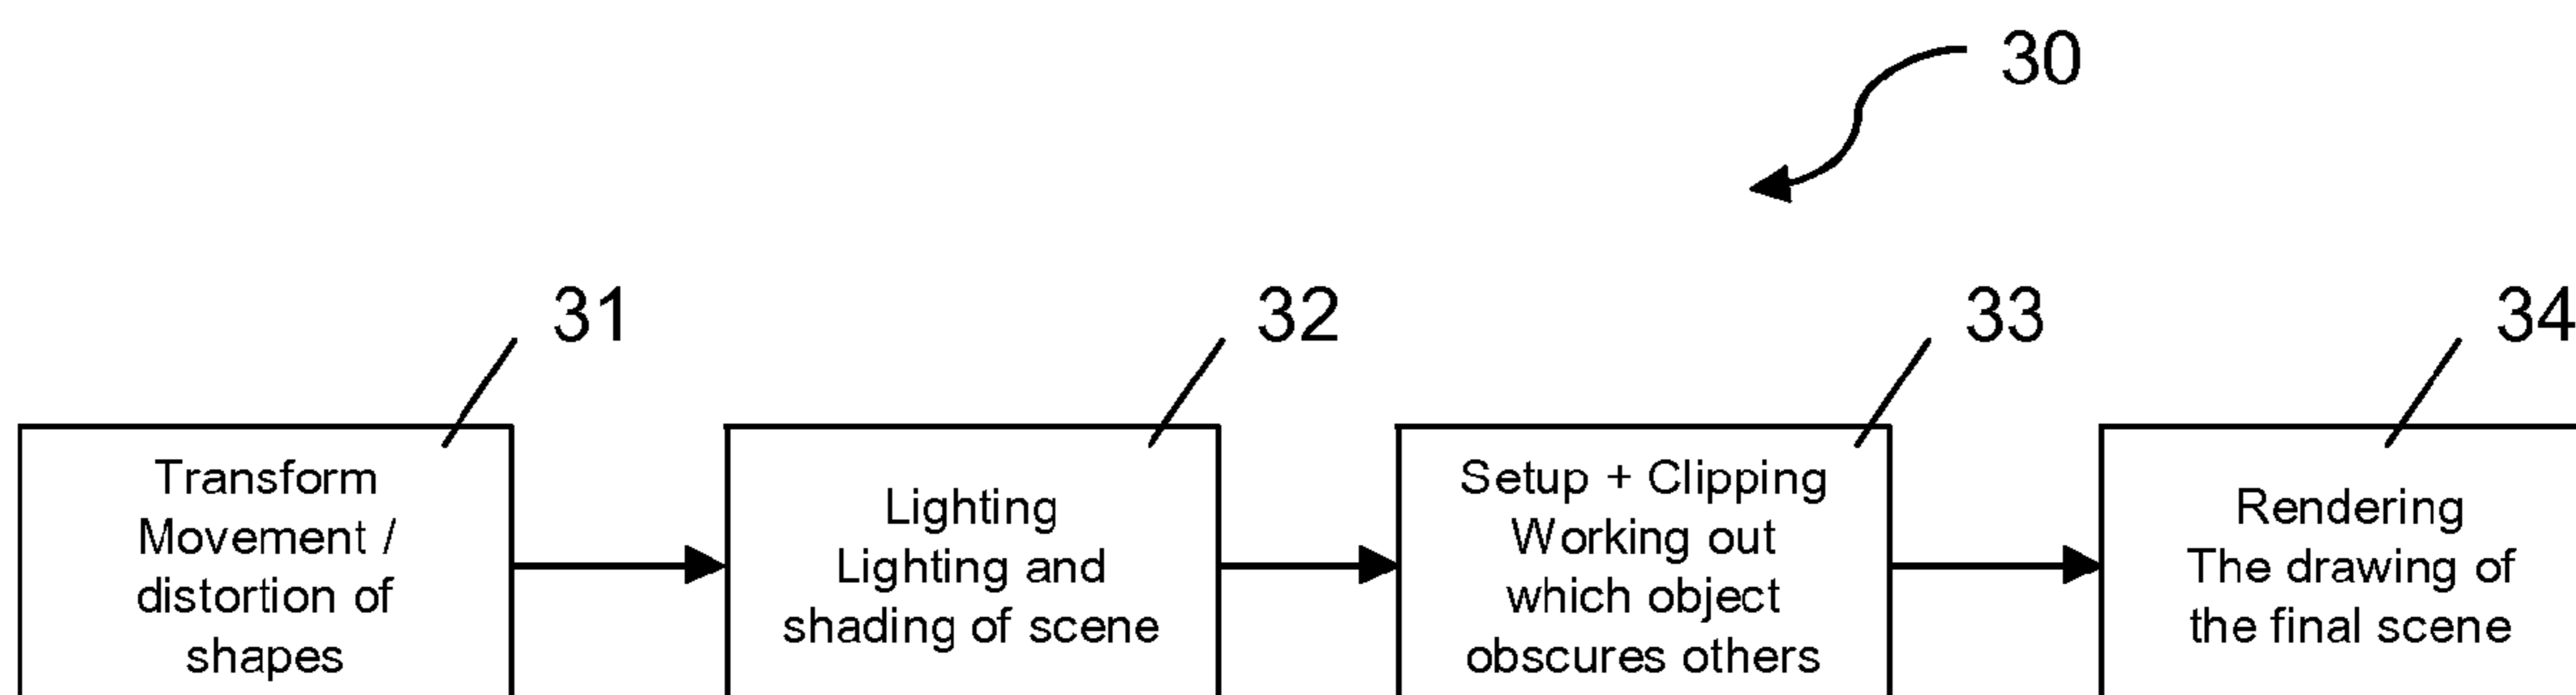 30
31
32
33
34
Transform
Movement /
distortion of
shapes
Lighting
Lighting and
shading of scene
Setup + Clipping
Working out
which object
obscures others
Rendering
The drawing of
the final scene